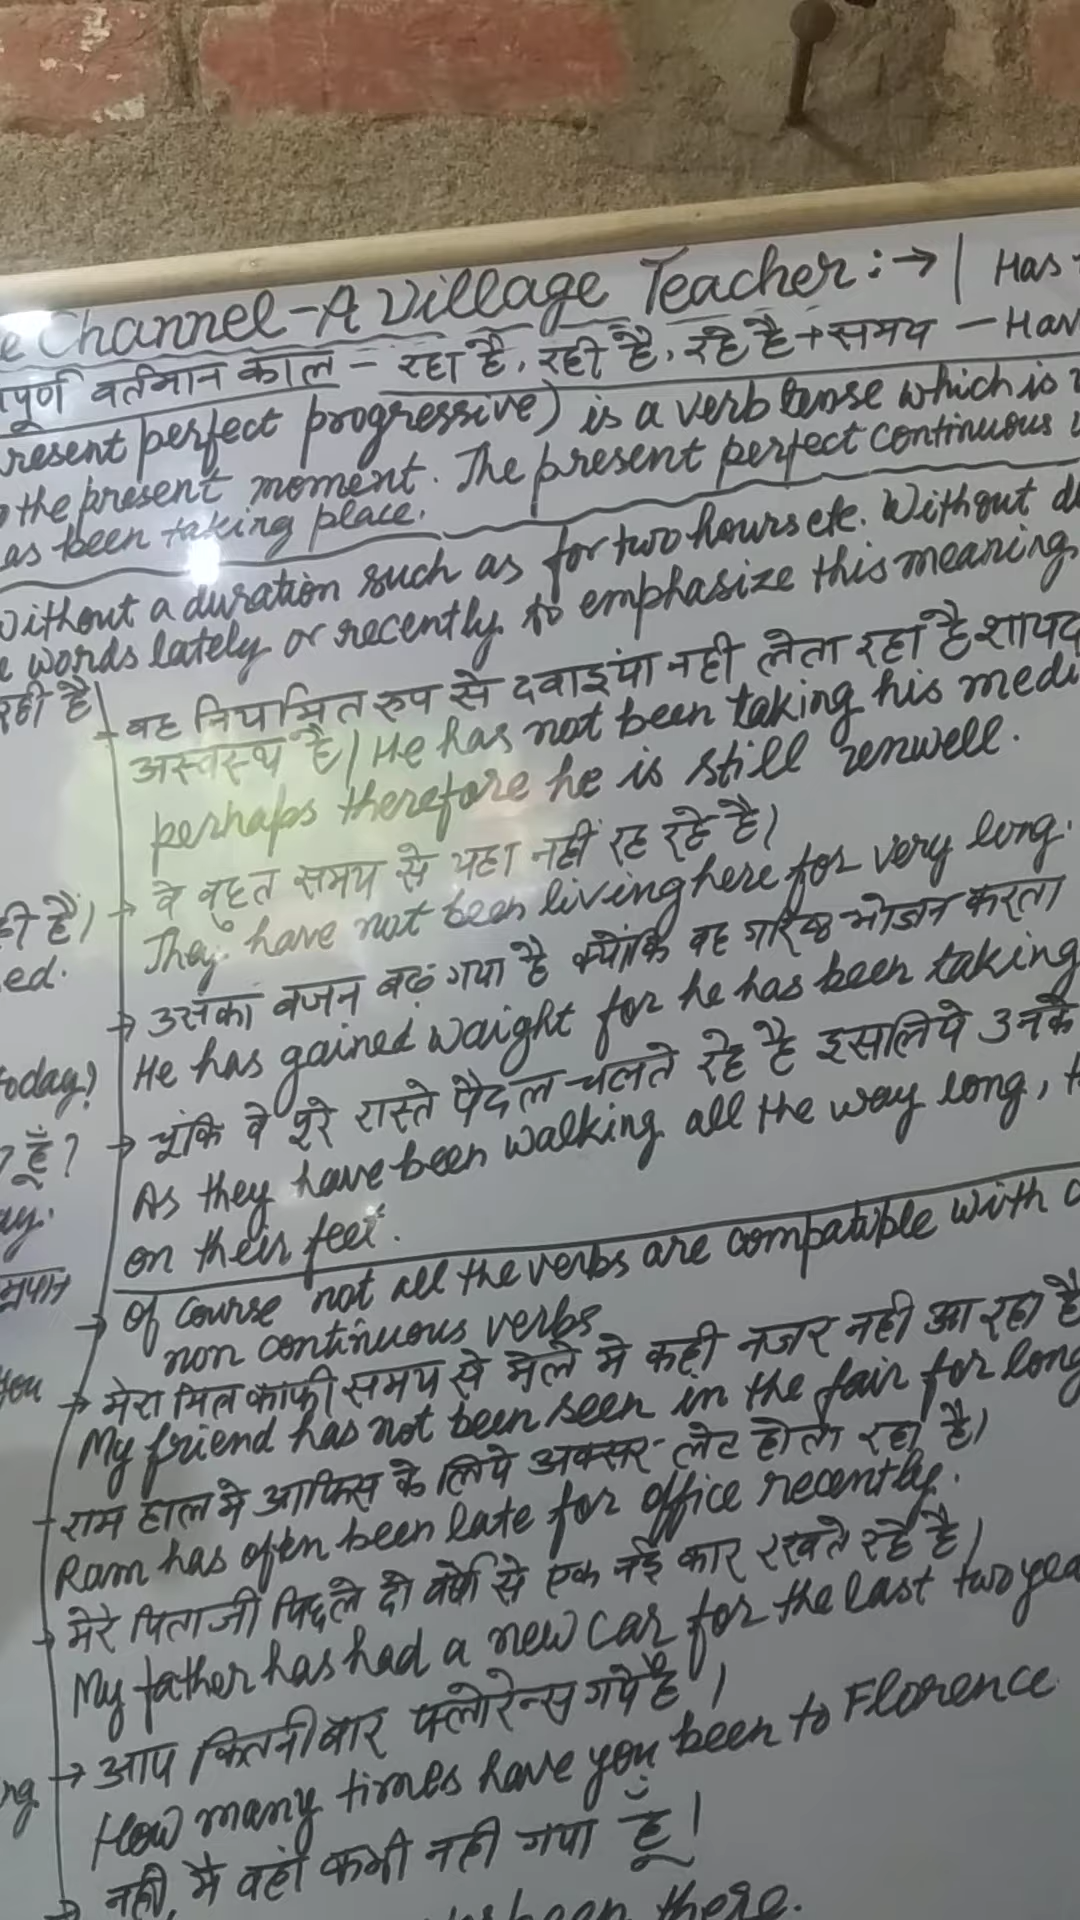 e Channel-A Village Teacher:→ | Has
पूर्ण वर्तमान काल - रहा है, रही है, रहे है + समय - Hav
resent perfect progressive) is a verb tense which is
the present moment. The present perfect continuous
as been taking place.
Without a duration such as for two hours etc. Without d
e words lately or recently to emphasize this meaning
रही है
वह नियमित रूप से दवाइंया नही लेता रहा है शायद
अस्वस्थ है। He has not been taking his medi
perhaps therefore he is still unwell.
→ वे बहुत समय से यहा नहीं रह रहे है।
They have not been living here for very long.
ही हैं।
ed.
→ उसका वजन बढ़ गया है क्योंकि वह गरिष्ठ भोजन करता
He has gained waight for he has been taking
today?
→ चूंकि वे पूरे रास्ते पैदल चलते रहे है इसलिये उनके
As they have been walking all the way long, t
on their feet.
हूँ?
ay.
→ Of course not all the verbs are compatible with c
non continuous verbs
you
→ मेरा मित्र काफी समय से मेले मे कही नजर नही आ रहा है
My friend has not been seen in the fair for long
राम हाल मे आफिस के लिये अक्सर लेट होता रहा है।
Ram has often been late for office recently.
→ मेरे पिताजी पिछले दो वर्षो से एक नई कार रखते रहे है।
My father has had a new car for the last two yea
→ आप कितनी बार फ्लोरेन्स गये है।
How many times have you been to Florence
ng
→ नही, मै वहां कभी नही गया हूँ।
been there.